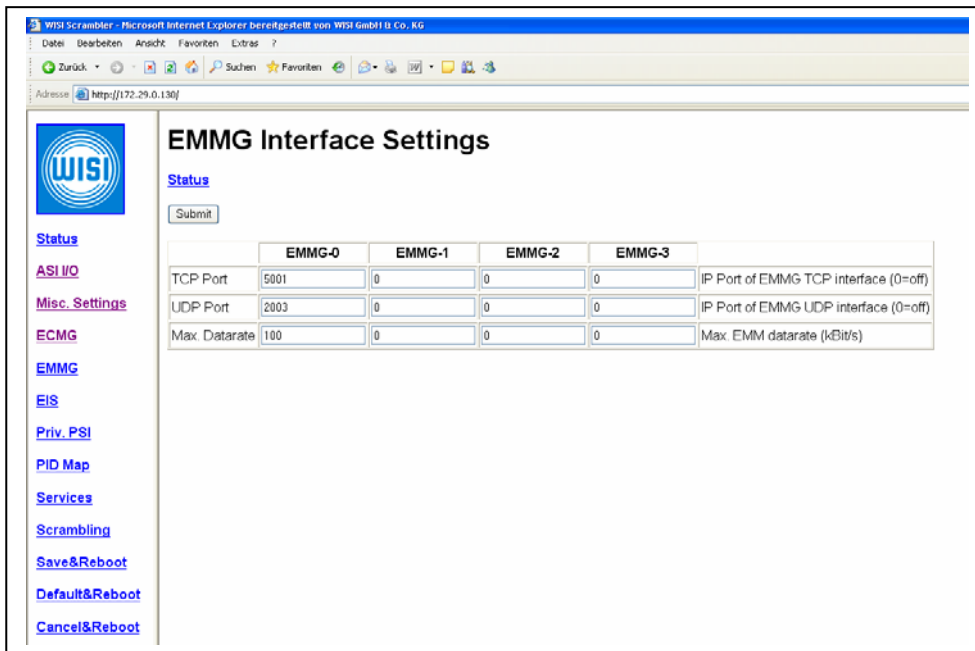 WISI Scrambler - Microsoft Internet Explorer bereitgestellt von WISI GmbH & Co. KG
Datei Bearbeiten Ansicht Favoriten Extras ?
Zurück Suchen Favoriten
Adresse http://172.29.0.130/
WISI
EMMG Interface Settings
Status
Submit
EMMG-0 EMMG-1 EMMG-2 EMMG-3
TCP Port 5001 0 0 0 IP Port of EMMG TCP interface (0=off)
UDP Port 2003 0 0 0 IP Port of EMMG UDP interface (0=off)
Max. Datarate 100 0 0 0 Max. EMM datarate (kBit/s)
Status
ASI I/O
Misc. Settings
ECMG
EMMG
EIS
Priv. PSI
PID Map
Services
Scrambling
Save&Reboot
Default&Reboot
Cancel&Reboot